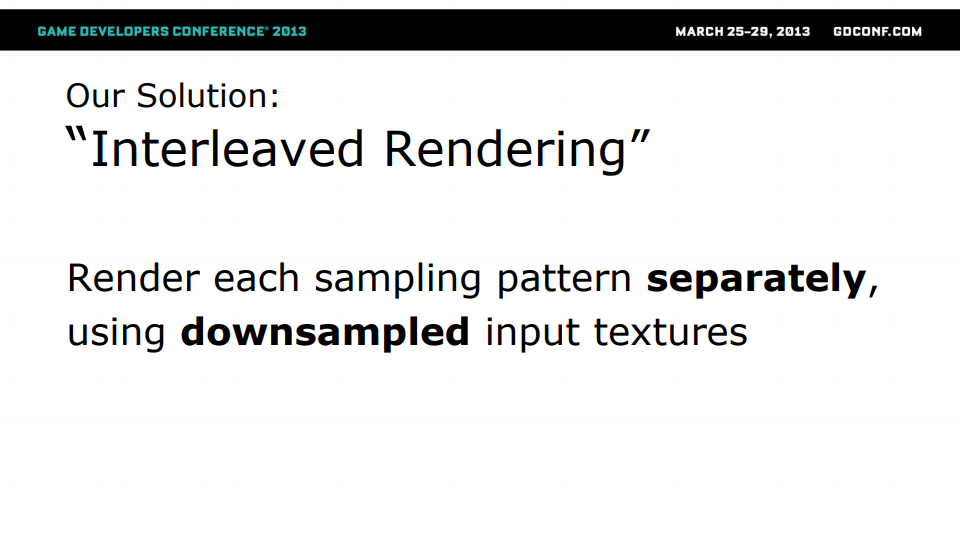 GAME DEVELOPERS CONFERENCE® 2013 MARCH 25-29, 2013 GDCONF.COM
Our Solution:
“Interleaved Rendering”
Render each sampling pattern separately,
using downsampled input textures